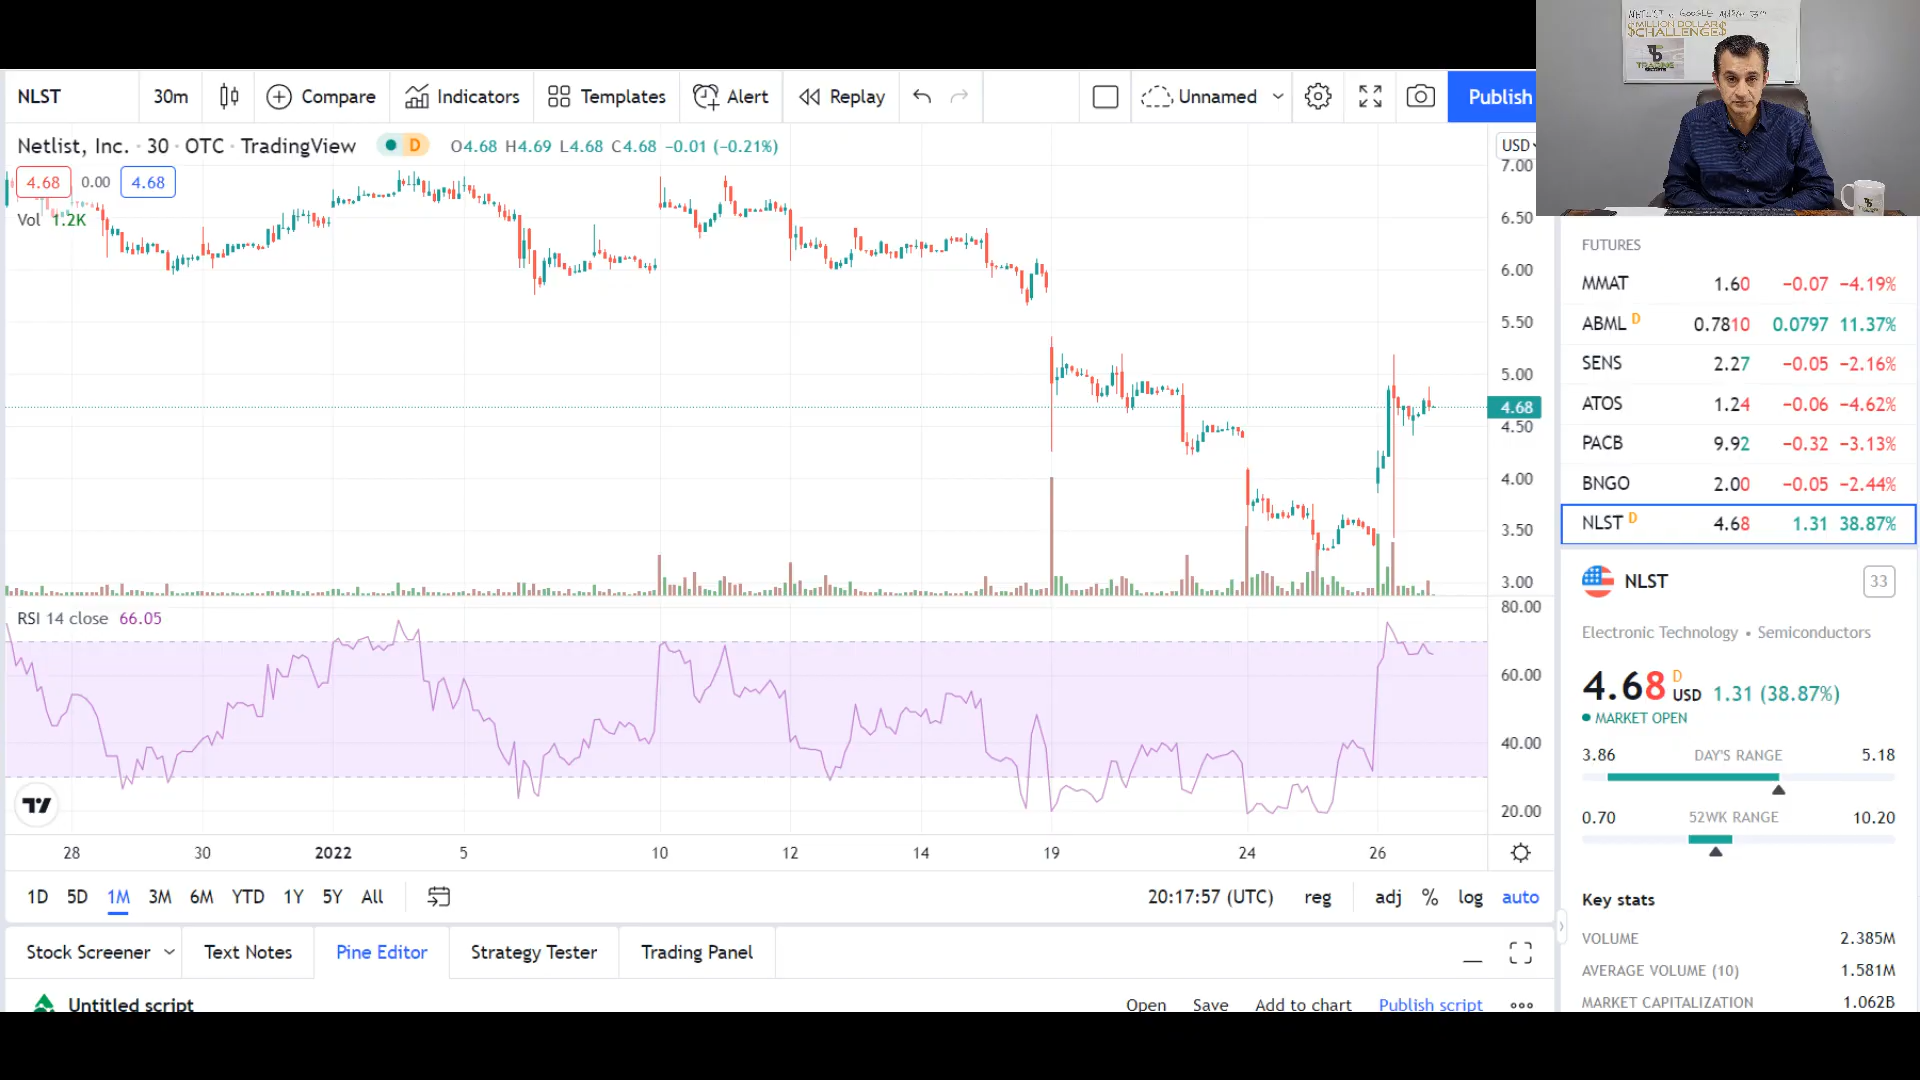 NETLIST vs GOOGLE
$MILLION DOLLAR$
CHALLENGE
TRADING
SECRETS
NLST 30m Compare Indicators Templates Alert Replay Unnamed Publish
Netlist, Inc. · 30 · OTC · TradingView D O4.68 H4.69 L4.68 C4.68 −0.01 (−0.21%) USD
4.68 0.00 4.68
Vol 1.2K
7.00
6.50
6.00
5.50
5.00
4.68
4.50
4.00
3.50
3.00
RSI 14 close 66.05
80.00
60.00
40.00
20.00
28 30 2022 5 10 12 14 19 24 26
1D 5D 1M 3M 6M YTD 1Y 5Y All 20:17:57 (UTC) reg adj % log auto
Stock Screener Text Notes Pine Editor Strategy Tester Trading Panel
Untitled script Open Save Add to chart Publish script
FUTURES
MMAT 1.60 −0.07 −4.19%
ABML D 0.7810 0.0797 11.37%
SENS 2.27 −0.05 −2.16%
ATOS 1.24 −0.06 −4.62%
PACB 9.92 −0.32 −3.13%
BNGO 2.00 −0.05 −2.44%
NLST D 4.68 1.31 38.87%
NLST 33
Electronic Technology • Semiconductors
4.68 D USD 1.31 (38.87%)
MARKET OPEN
3.86 DAY'S RANGE 5.18
0.70 52WK RANGE 10.20
Key stats
VOLUME 2.385M
AVERAGE VOLUME (10) 1.581M
MARKET CAPITALIZATION 1.062B